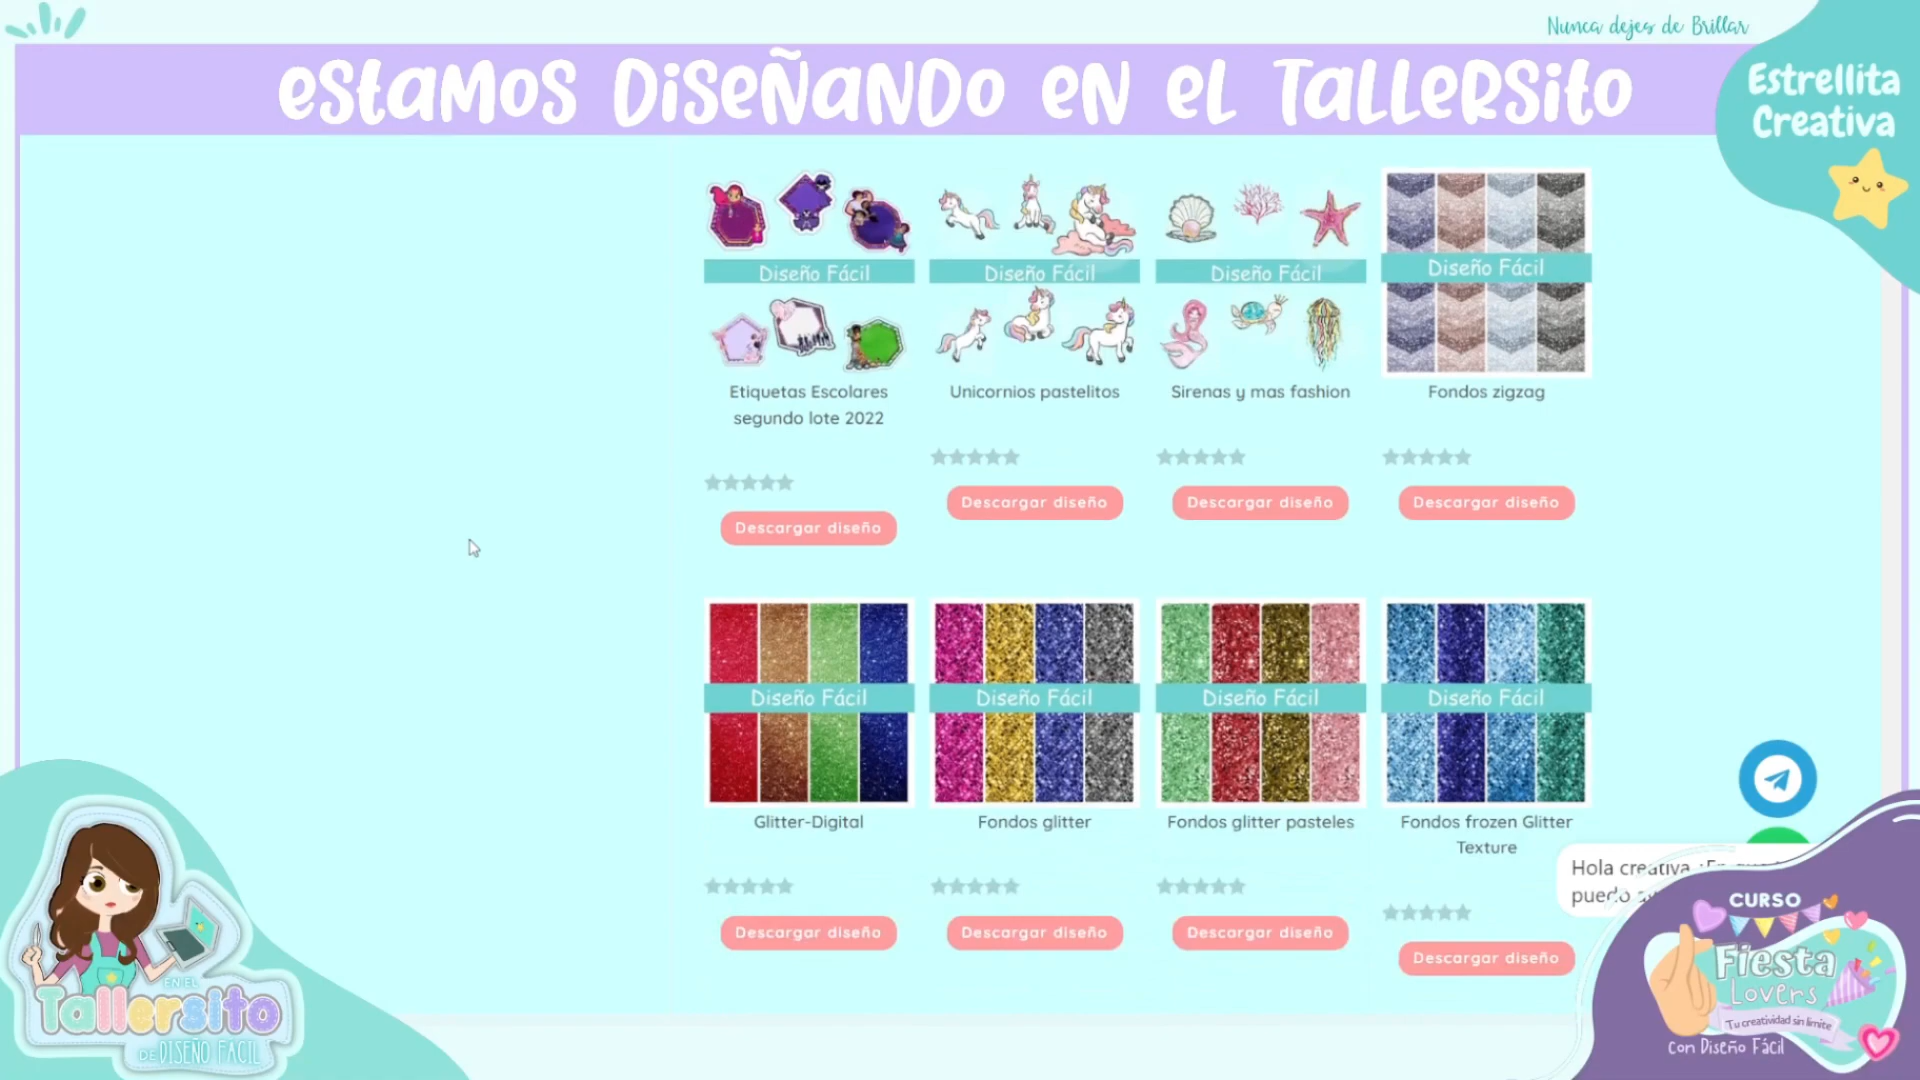 Nunca dejes de Brillar
estamos Diseñando en el Tallersito
Estrellita
Creativa
Diseño Fácil
Diseño Fácil
Diseño Fácil
Diseño Fácil
Etiquetas Escolares
segundo lote 2022
Unicornios pastelitos
Sirenas y mas fashion
Fondos zigzag
Descargar diseño
Descargar diseño
Descargar diseño
Descargar diseño
Diseño Fácil
Diseño Fácil
Diseño Fácil
Diseño Fácil
Glitter-Digital
Fondos glitter
Fondos glitter pasteles
Fondos frozen Glitter
Texture
Descargar diseño
Descargar diseño
Descargar diseño
Descargar diseño
Hola creativa
puedo
EN EL
Tallersito
DE DISEÑO FACIL
CURSO
Fiesta
Lovers
Tu creatividad sin limite
con Diseño Fácil